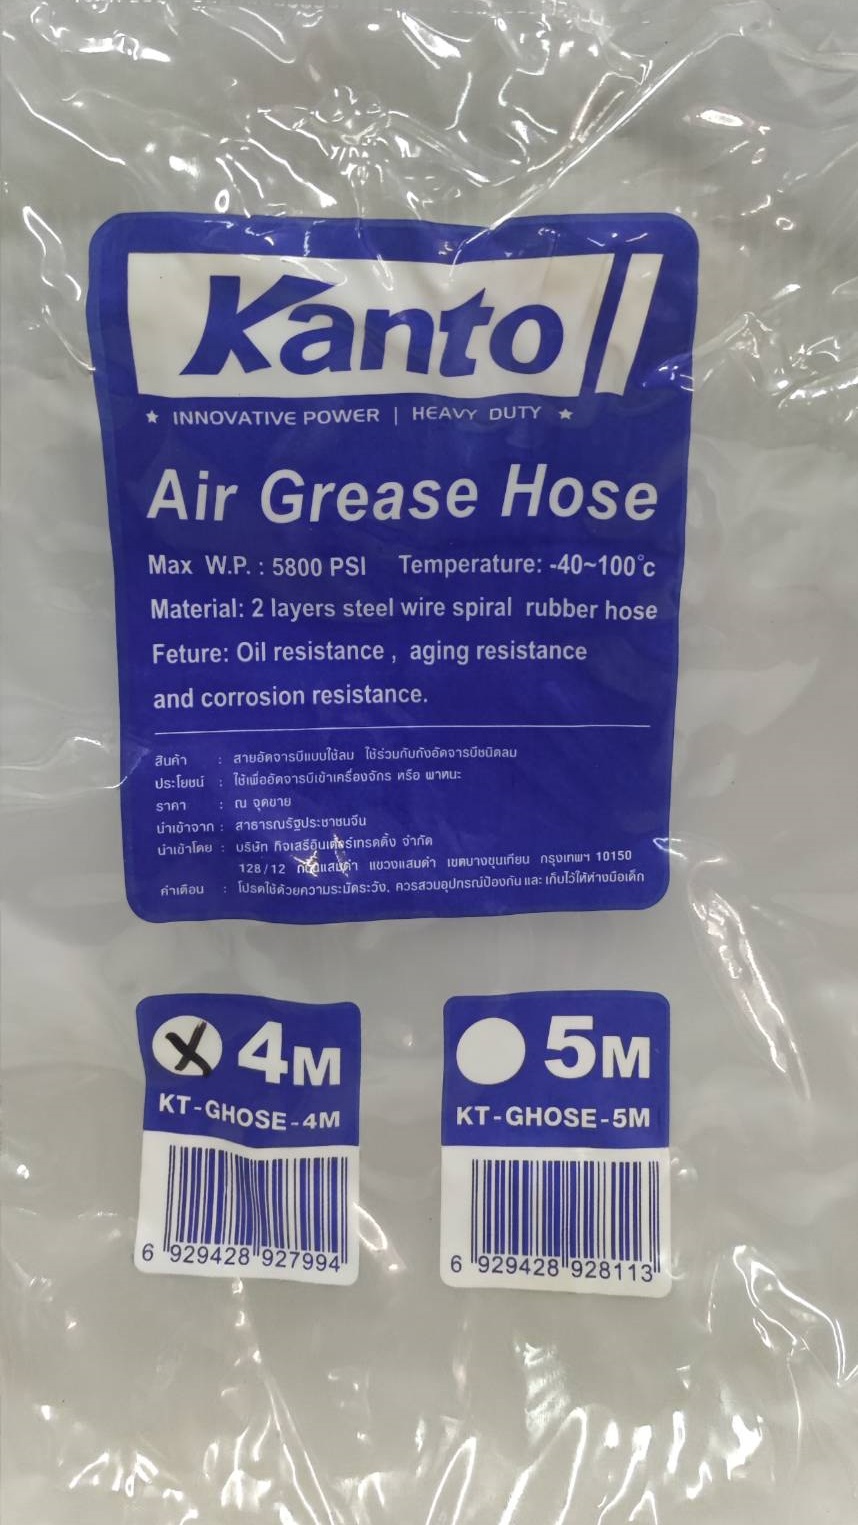 Kanto
★ INNOVATIVE POWER | HEAVY DUTY ★
Air Grease Hose
Max W.P. : 5800 PSI Temperature: -40~100°c
Material: 2 layers steel wire spiral rubber hose
Feture: Oil resistance , aging resistance
and corrosion resistance.
สินค้า : สายอัดจารบีแบบใช้ลม ใช้ร่วมกับถังอัดจารบีชนิดลม
ประโยชน์ : ใช้เพื่ออัดจารบีเข้าเครื่องจักร หรือ พาหนะ
ราคา : ณ จุดขาย
นำเข้าจาก : สาธารณรัฐประชาชนจีน
นำเข้าโดย : บริษัท กิจเสรีอินเตอร์เทรดดิ้ง จำกัด
128/12 ถนนแสมดำ แขวงแสมดำ เขตบางขุนเทียน กรุงเทพฯ 10150
คำเตือน : โปรดใช้ด้วยความระมัดระวัง. ควรสวมอุปกรณ์ป้องกัน และ เก็บไว้ให้ห่างมือเด็ก
X 4M
KT-GHOSE-4M
6 929428 927994
5M
KT-GHOSE-5M
6 929428 928113